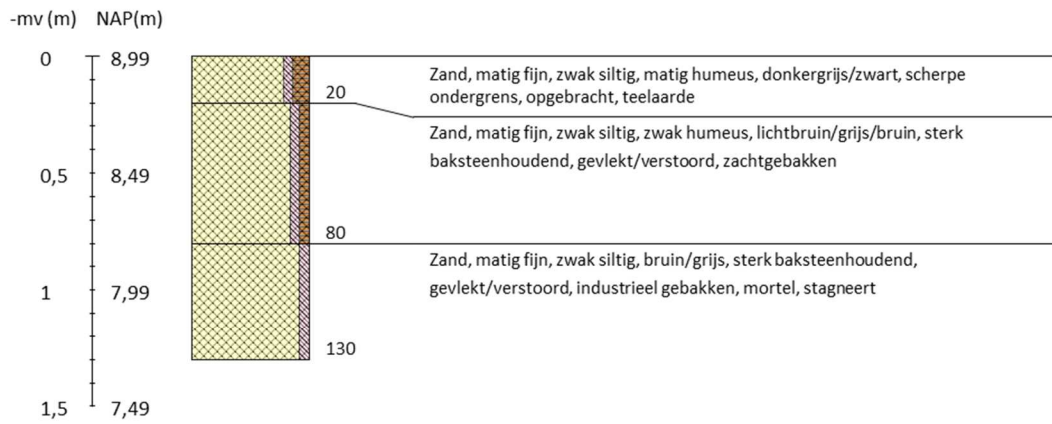 -mv (m) NAP(m)
0 8,99
Zand, matig fijn, zwak siltig, matig humeus, donkergrijs/zwart, scherpe
20 ondergrens, opgebracht, teelaarde
Zand, matig fijn, zwak siltig, zwak humeus, lichtbruin/grijs/bruin, sterk
baksteenhoudend, gevlekt/verstoord, zachtgebakken
0,5 8,49
80
Zand, matig fijn, zwak siltig, bruin/grijs, sterk baksteenhoudend,
1 7,99 gevlekt/verstoord, industrieel gebakken, mortel, stagneert
130
1,5 7,49